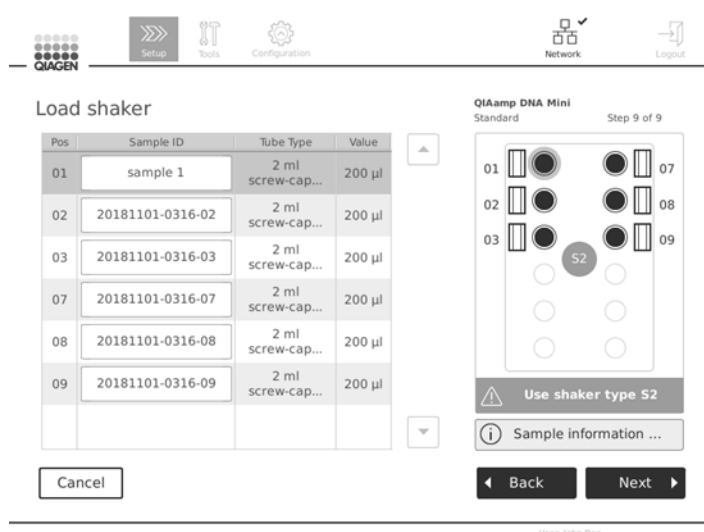 QIAGEN
Setup
Tools
Configuration
Network
Logout
Load shaker
Pos Sample ID Tube Type Value
01 sample 1 2 ml screw-cap... 200 µl
02 20181101-0316-02 2 ml screw-cap... 200 µl
03 20181101-0316-03 2 ml screw-cap... 200 µl
07 20181101-0316-07 2 ml screw-cap... 200 µl
08 20181101-0316-08 2 ml screw-cap... 200 µl
09 20181101-0316-09 2 ml screw-cap... 200 µl
Cancel
QIAamp DNA Mini
Standard Step 9 of 9
01 07
02 08
03 09
S2
Use shaker type S2
Sample information ...
Back Next